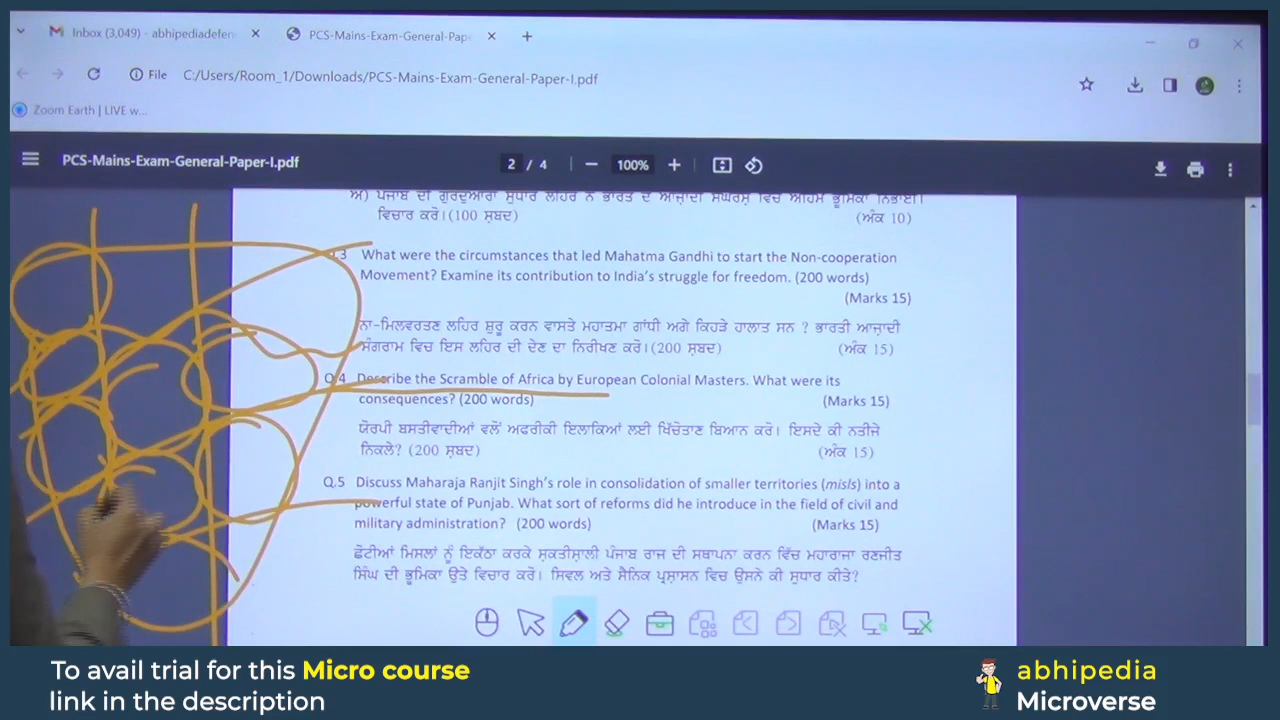 Inbox (3,049) - abhipediadefen
PCS-Mains-Exam-General-Pap
File C:/Users/Room_1/Downloads/PCS-Mains-Exam-General-Paper-I.pdf
Zoom Earth | LIVE w...
PCS-Mains-Exam-General-Paper-I.pdf
2 / 4
100%
ਅ) ਪੰਜਾਬ ਦੀ ਗੁਰਦੁਆਰਾ ਸੁਧਾਰ ਲਹਿਰ ਨੇ ਭਾਰਤ ਦੇ ਆਜ਼ਾਦੀ ਸੰਘਰਸ਼ ਵਿਚ ਅਹਿਮ ਭੂਮਿਕਾ ਨਿਭਾਈ।
ਵਿਚਾਰ ਕਰੋ। (100 ਸ਼ਬਦ) (ਅੰਕ 10)
.3 What were the circumstances that led Mahatma Gandhi to start the Non-cooperation
Movement? Examine its contribution to India's struggle for freedom. (200 words)
(Marks 15)
ਨਾ-ਮਿਲਵਰਤਣ ਲਹਿਰ ਸ਼ੁਰੂ ਕਰਨ ਵਾਸਤੇ ਮਹਾਤਮਾ ਗਾਂਧੀ ਅਗੇ ਕਿਹੜੇ ਹਾਲਾਤ ਸਨ ? ਭਾਰਤੀ ਆਜ਼ਾਦੀ
ਸੰਗਰਾਮ ਵਿਚ ਇਸ ਲਹਿਰ ਦੀ ਦੇਣ ਦਾ ਨਿਰੀਖਣ ਕਰੋ। (200 ਸ਼ਬਦ) (ਅੰਕ 15)
Q.4 Describe the Scramble of Africa by European Colonial Masters. What were its
consequences? (200 words) (Marks 15)
ਯੋਰਪੀ ਬਸਤੀਵਾਦੀਆਂ ਵਲੋਂ ਅਫਰੀਕੀ ਇਲਾਕਿਆਂ ਲਈ ਖਿੱਚੋਤਾਣ ਬਿਆਨ ਕਰੋ। ਇਸਦੇ ਕੀ ਨਤੀਜੇ
ਨਿਕਲੇ? (200 ਸ਼ਬਦ) (ਅੰਕ 15)
Q.5 Discuss Maharaja Ranjit Singh's role in consolidation of smaller territories (misls) into a
powerful state of Punjab. What sort of reforms did he introduce in the field of civil and
military administration? (200 words) (Marks 15)
ਛੋਟੀਆਂ ਮਿਸਲਾਂ ਨੂੰ ਇਕੱਠਾ ਕਰਕੇ ਸ਼ਕਤੀਸ਼ਾਲੀ ਪੰਜਾਬ ਰਾਜ ਦੀ ਸਥਾਪਨਾ ਕਰਨ ਵਿੱਚ ਮਹਾਰਾਜਾ ਰਣਜੀਤ
ਸਿੰਘ ਦੀ ਭੂਮਿਕਾ ਉਤੇ ਵਿਚਾਰ ਕਰੋ। ਸਿਵਲ ਅਤੇ ਸੈਨਿਕ ਪ੍ਰਸ਼ਾਸਨ ਵਿਚ ਉਸਨੇ ਕੀ ਸੁਧਾਰ ਕੀਤੇ?
To avail trial for this Micro course
link in the description
abhipedia
Microverse